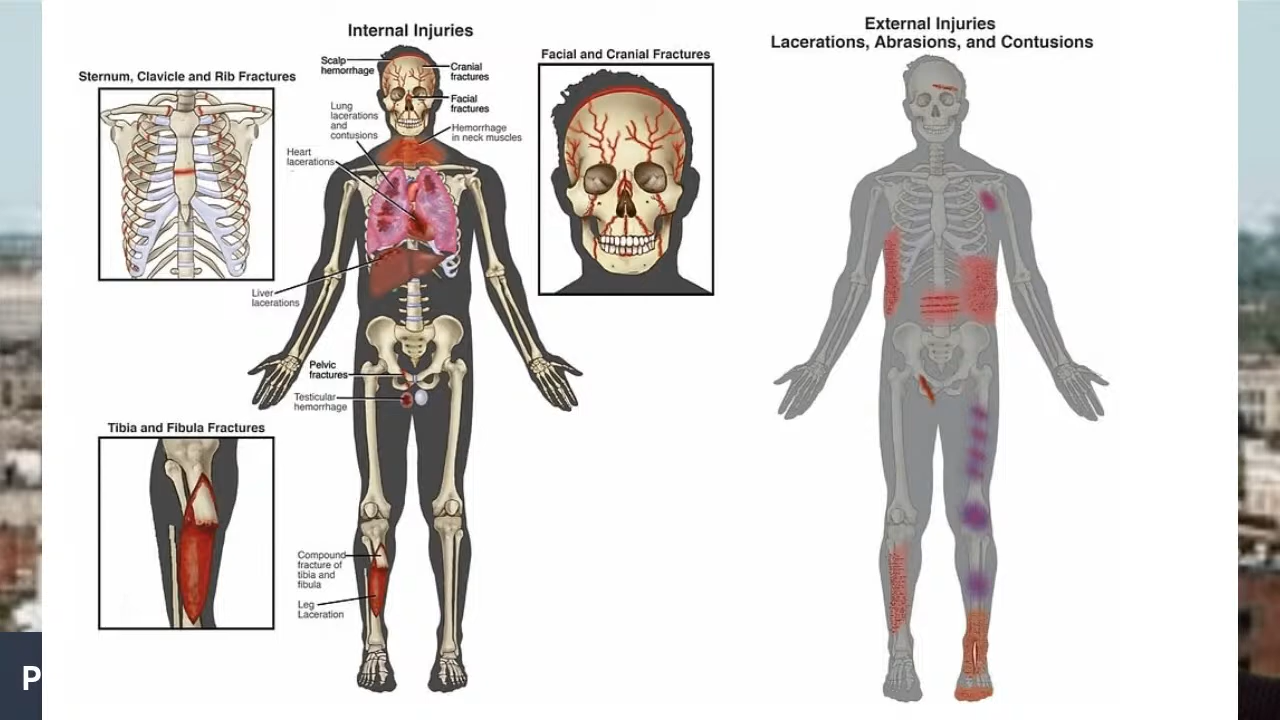 Internal Injuries
External Injuries
Lacerations, Abrasions, and Contusions
Sternum, Clavicle and Rib Fractures
Facial and Cranial Fractures
Scalp
hemorrhage
Cranial
fractures
Facial
fractures
Lung
lacerations
and
contusions
Hemorrhage
in neck muscles
Heart
lacerations
Liver
lacerations
Pelvic
fractures
Testicular
hemorrhage
Tibia and Fibula Fractures
Compound
fracture of
tibia and
fibula
Leg
Laceration
P